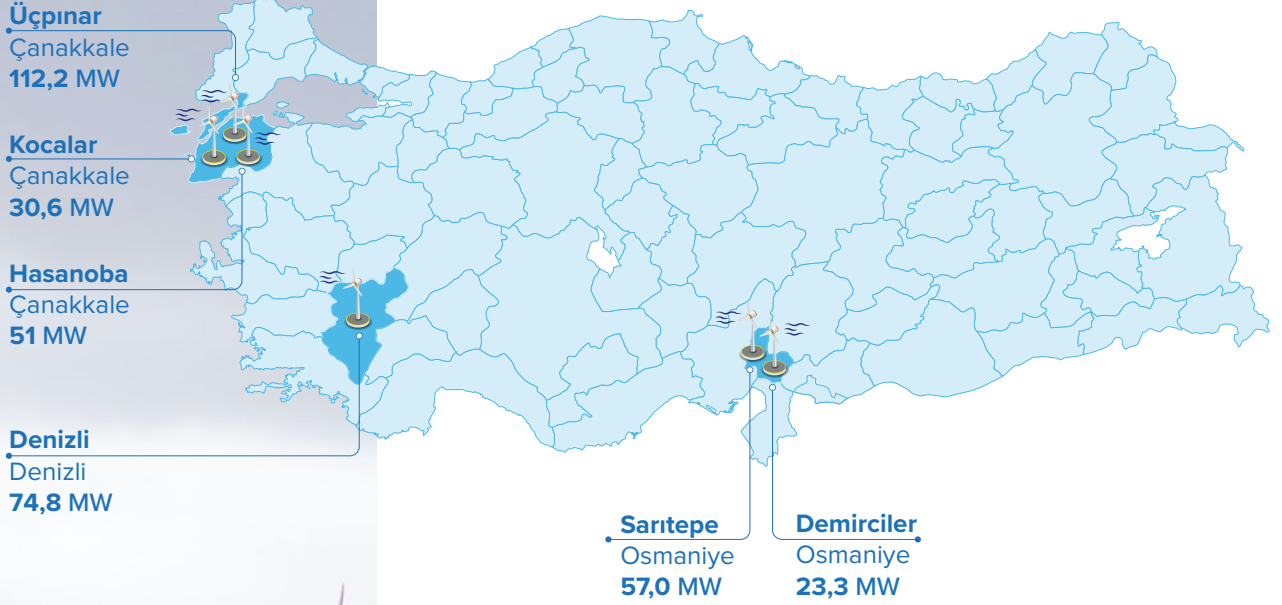 Üçpınar
Çanakkale
112,2 MW
Kocalar
Çanakkale
30,6 MW
Hasanoba
Çanakkale
51 MW
Denizli
Denizli
74,8 MW
Sarıtepe
Osmaniye
57,0 MW
Demirciler
Osmaniye
23,3 MW